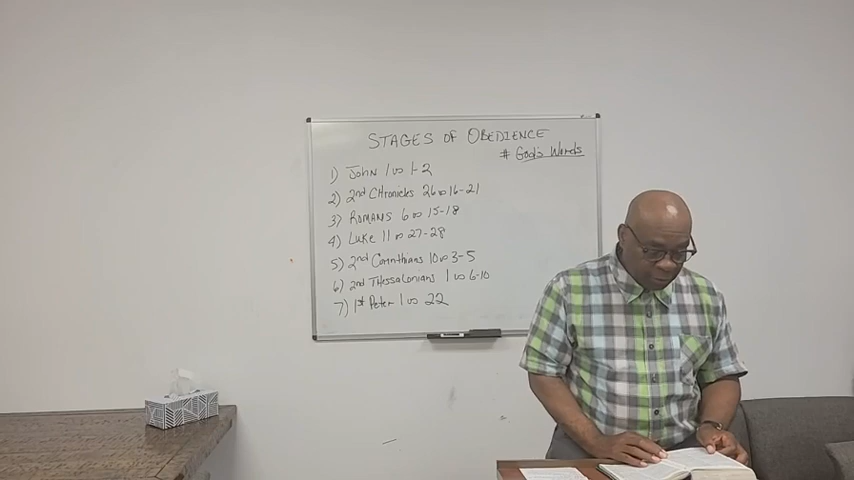 STAGES OF OBEDIENCE
# God's Words
1) John 1 vs 1-2
2) 2nd Chronicles 26 vs 16-21
3) Romans 6 vs 15-18
4) Luke 11 vs 27-28
5) 2nd Corinthians 10 vs 3-5
6) 2nd Thessalonians 1 vs 6-10
7) 1st Peter 1 vs 22